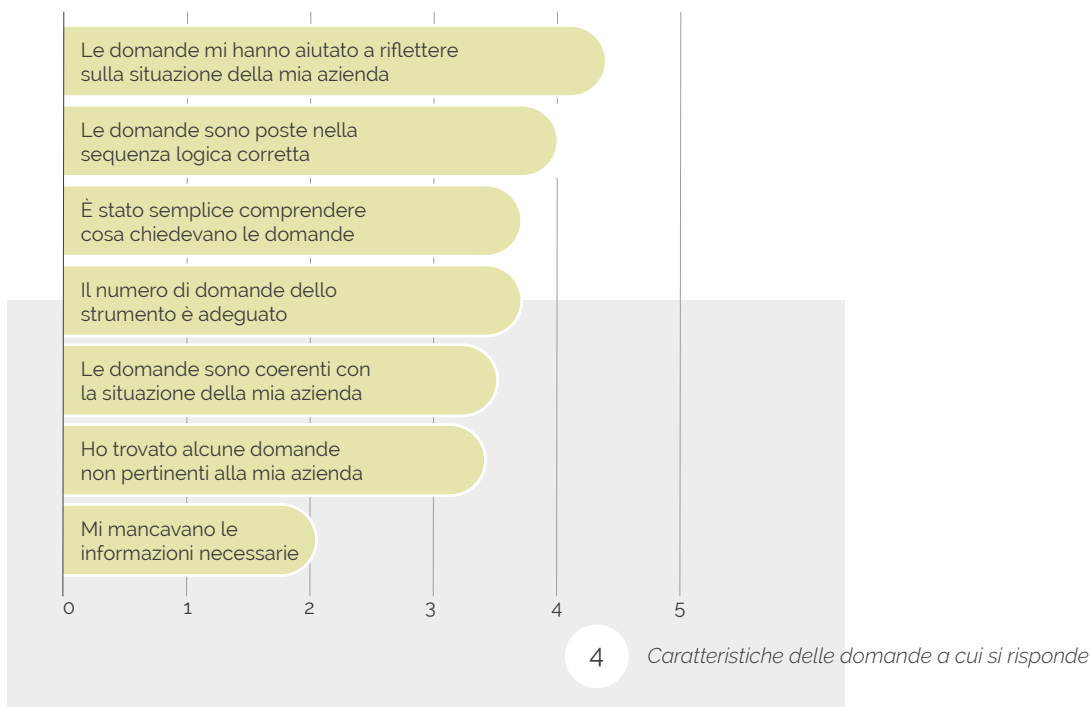 Le domande mi hanno aiutato a riflettere
sulla situazione della mia azienda
Le domande sono poste nella
sequenza logica corretta
È stato semplice comprendere
cosa chiedevano le domande
Il numero di domande dello
strumento è adeguato
Le domande sono coerenti con
la situazione della mia azienda
Ho trovato alcune domande
non pertinenti alla mia azienda
Mi mancavano le
informazioni necessarie
0 1 2 3 4 5
4 Caratteristiche delle domande a cui si risponde